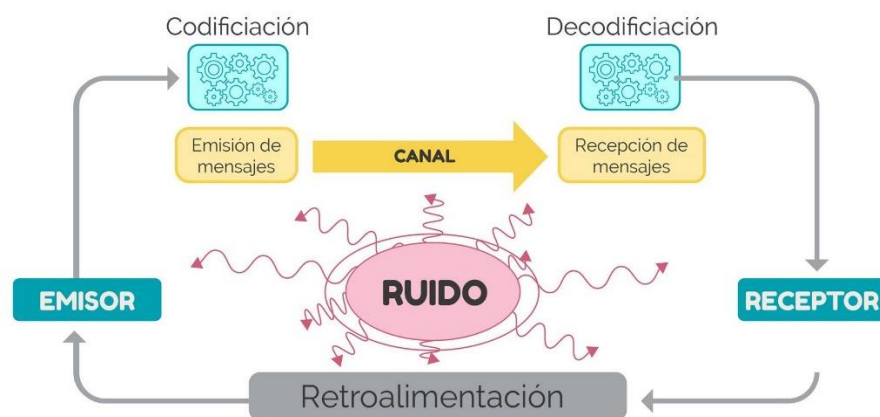 Codificiación
Decodificiación
Emisión de
mensajes
CANAL
Recepción de
mensajes
RUIDO
EMISOR
RECEPTOR
Retroalimentación